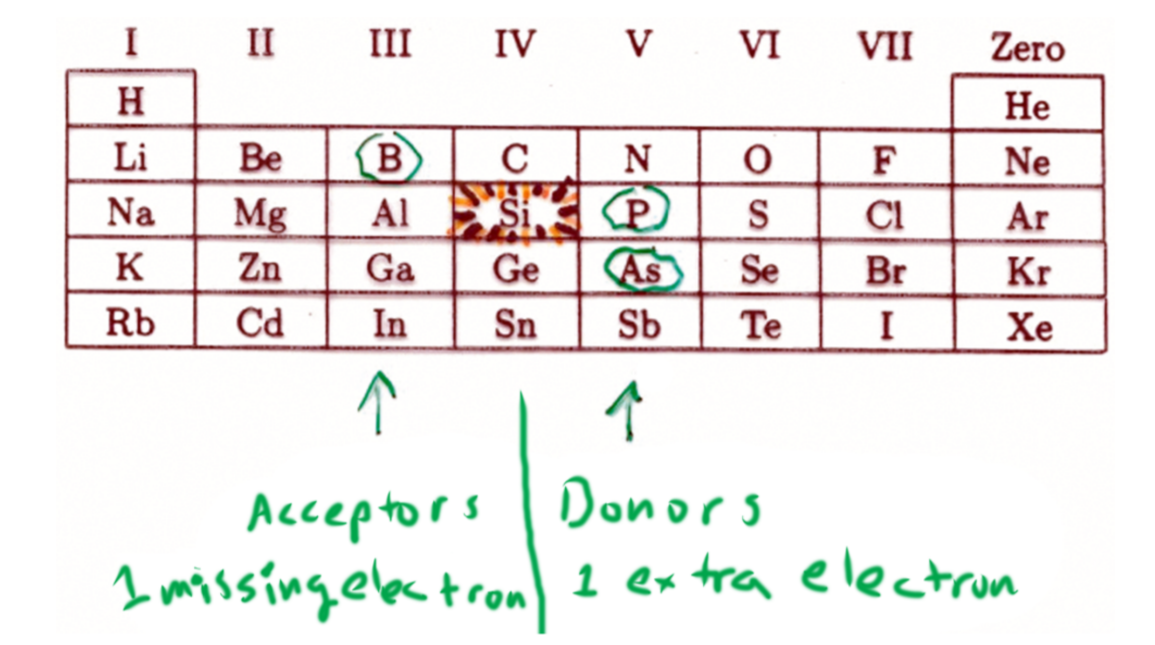 I II III IV V VI VII Zero
H He
Li Be B C N O F Ne
Na Mg Al Si P S Cl Ar
K Zn Ga Ge As Se Br Kr
Rb Cd In Sn Sb Te I Xe
Acceptors Donors
1 missing electron 1 extra electron